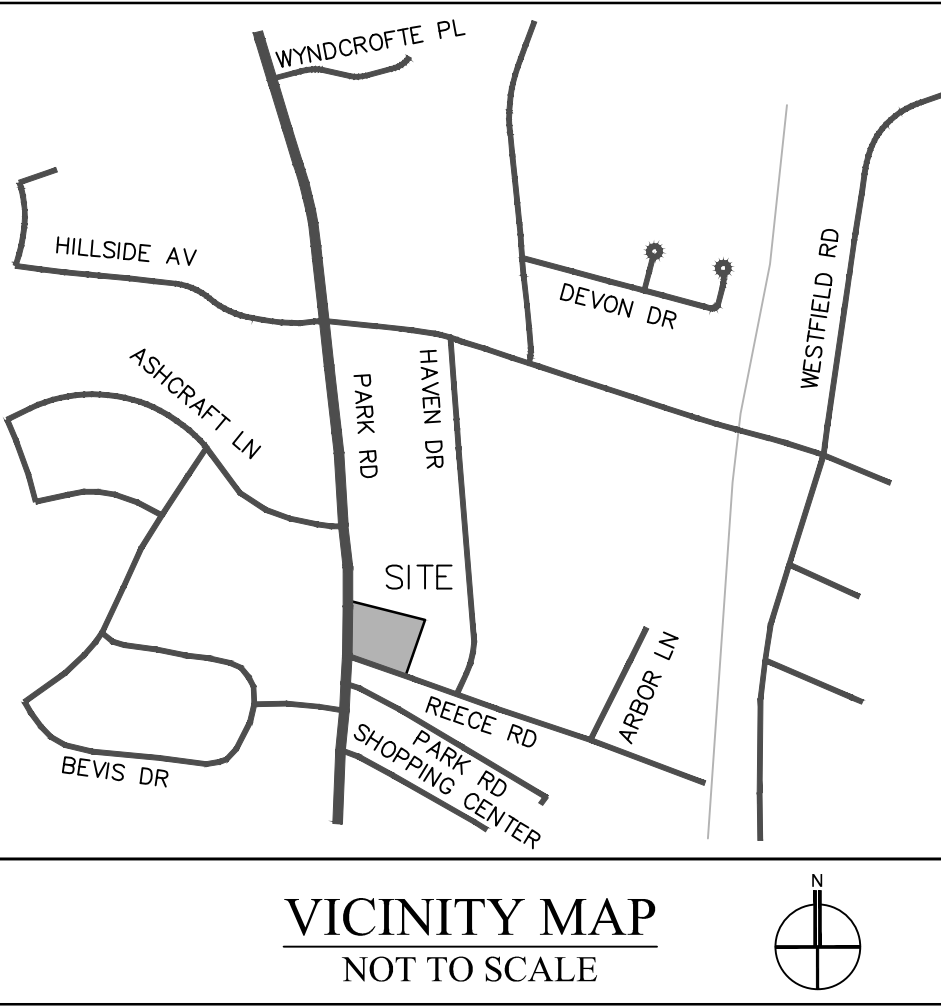 WYNDCROFTE PL
HILLSIDE AV
WESTFIELD RD
DEVON DR
ASHCRAFT LN
PARK RD
HAVEN DR
SITE
ARBOR LN
REECE RD
PARK RD
SHOPPING CENTER
BEVIS DR
N
VICINITY MAP
NOT TO SCALE